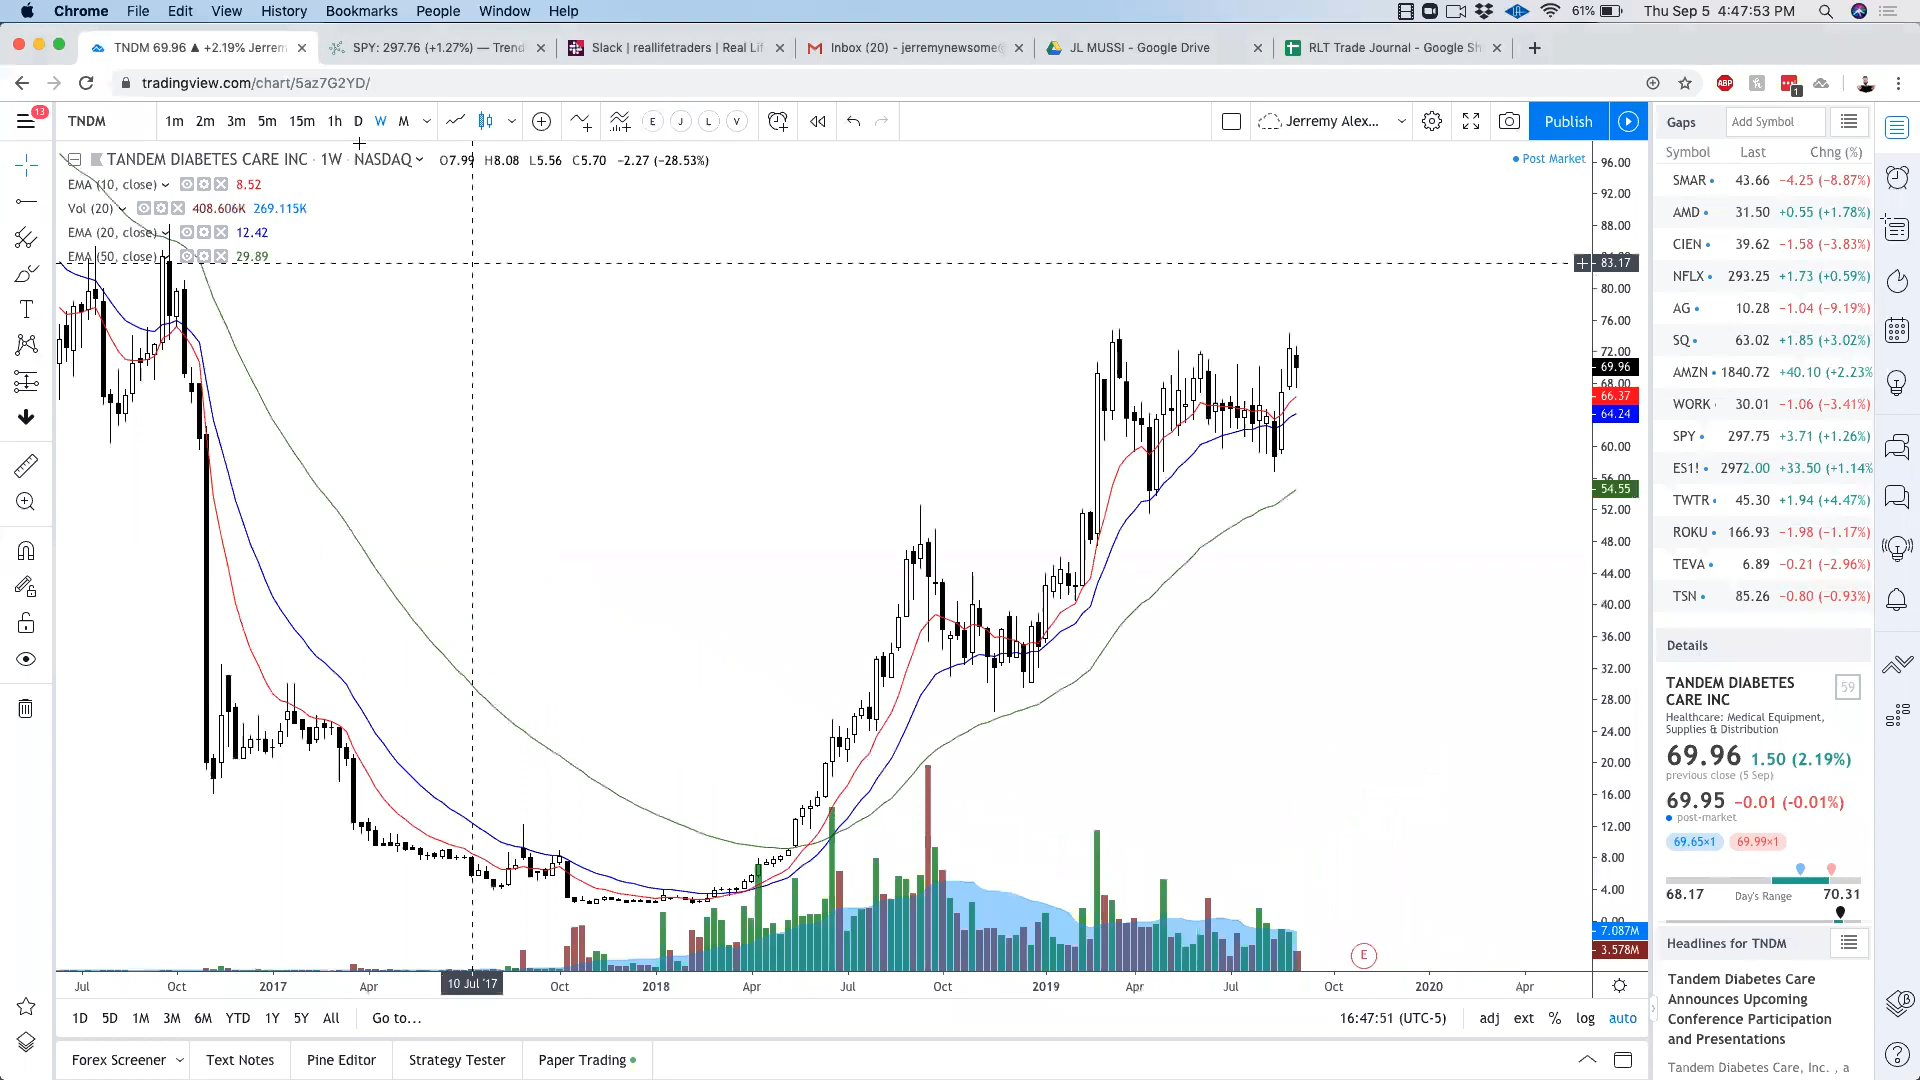 Chrome File Edit View History Bookmarks People Window Help 61% Thu Sep 5 4:47:53 PM
TNDM 69.96 ▲ +2.19% Jerrem SPY: 297.76 (+1.27%) — Trend Slack | reallifetraders | Real Lif Inbox (20) - jerremynewsome@ JL MUSSI - Google Drive RLT Trade Journal - Google Sh
tradingview.com/chart/5az7G2YD/ ABP 1
13
TNDM 1m 2m 3m 5m 15m 1h D W M E J L V Jerremy Alex... Publish
TANDEM DIABETES CARE INC · 1W · NASDAQ O7.99 H8.08 L5.56 C5.70 −2.27 (−28.53%)
EMA (10, close) 8.52
Vol (20) 408.606K 269.115K
EMA (20, close) 12.42
EMA (50, close) 29.89
Post Market
96.00
92.00
88.00
83.17
80.00
76.00
72.00
69.96
68.00
66.37
64.24
60.00
56.00
54.55
52.00
48.00
44.00
40.00
36.00
32.00
28.00
24.00
20.00
16.00
12.00
8.00
4.00
0.00
7.087M
3.578M
E
Jul Oct 2017 Apr 10 Jul '17 Oct 2018 Apr Jul Oct 2019 Apr Jul Oct 2020 Apr
1D 5D 1M 3M 6M YTD 1Y 5Y All Go to... 16:47:51 (UTC-5) adj ext % log auto
Forex Screener Text Notes Pine Editor Strategy Tester Paper Trading
Gaps Add Symbol
Symbol Last Chng (%)
SMAR 43.66 −4.25 (−8.87%)
AMD 31.50 +0.55 (+1.78%)
CIEN 39.62 −1.58 (−3.83%)
NFLX 293.25 +1.73 (+0.59%)
AG 10.28 −1.04 (−9.19%)
SQ 63.02 +1.85 (+3.02%)
AMZN 1840.72 +40.10 (+2.23%
WORK 30.01 −1.06 (−3.41%)
SPY 297.75 +3.71 (+1.26%)
ES1! 2972.00 +33.50 (+1.14%
TWTR 45.30 +1.94 (+4.47%)
ROKU 166.93 −1.98 (−1.17%)
TEVA 6.89 −0.21 (−2.96%)
TSN 85.26 −0.80 (−0.93%)
Details
TANDEM DIABETES
CARE INC 59
Healthcare: Medical Equipment,
Supplies & Distribution
69.96 1.50 (2.19%)
previous close (5 Sep)
69.95 −0.01 (−0.01%)
post-market
69.65×1 69.99×1
68.17 Day's Range 70.31
Headlines for TNDM
Tandem Diabetes Care
Announces Upcoming
Conference Participation
and Presentations
Tandem Diabetes Care, Inc. , a